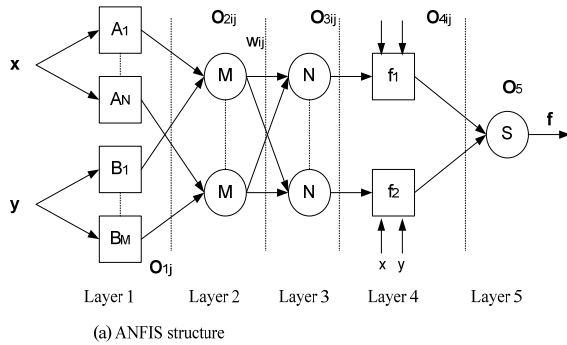 O2ij O3ij O4ij
A1
Wij
x M N f1
AN O5
S f
B1
y M N f2
BM
O1j x y
Layer 1 Layer 2 Layer 3 Layer 4 Layer 5
(a) ANFIS structure